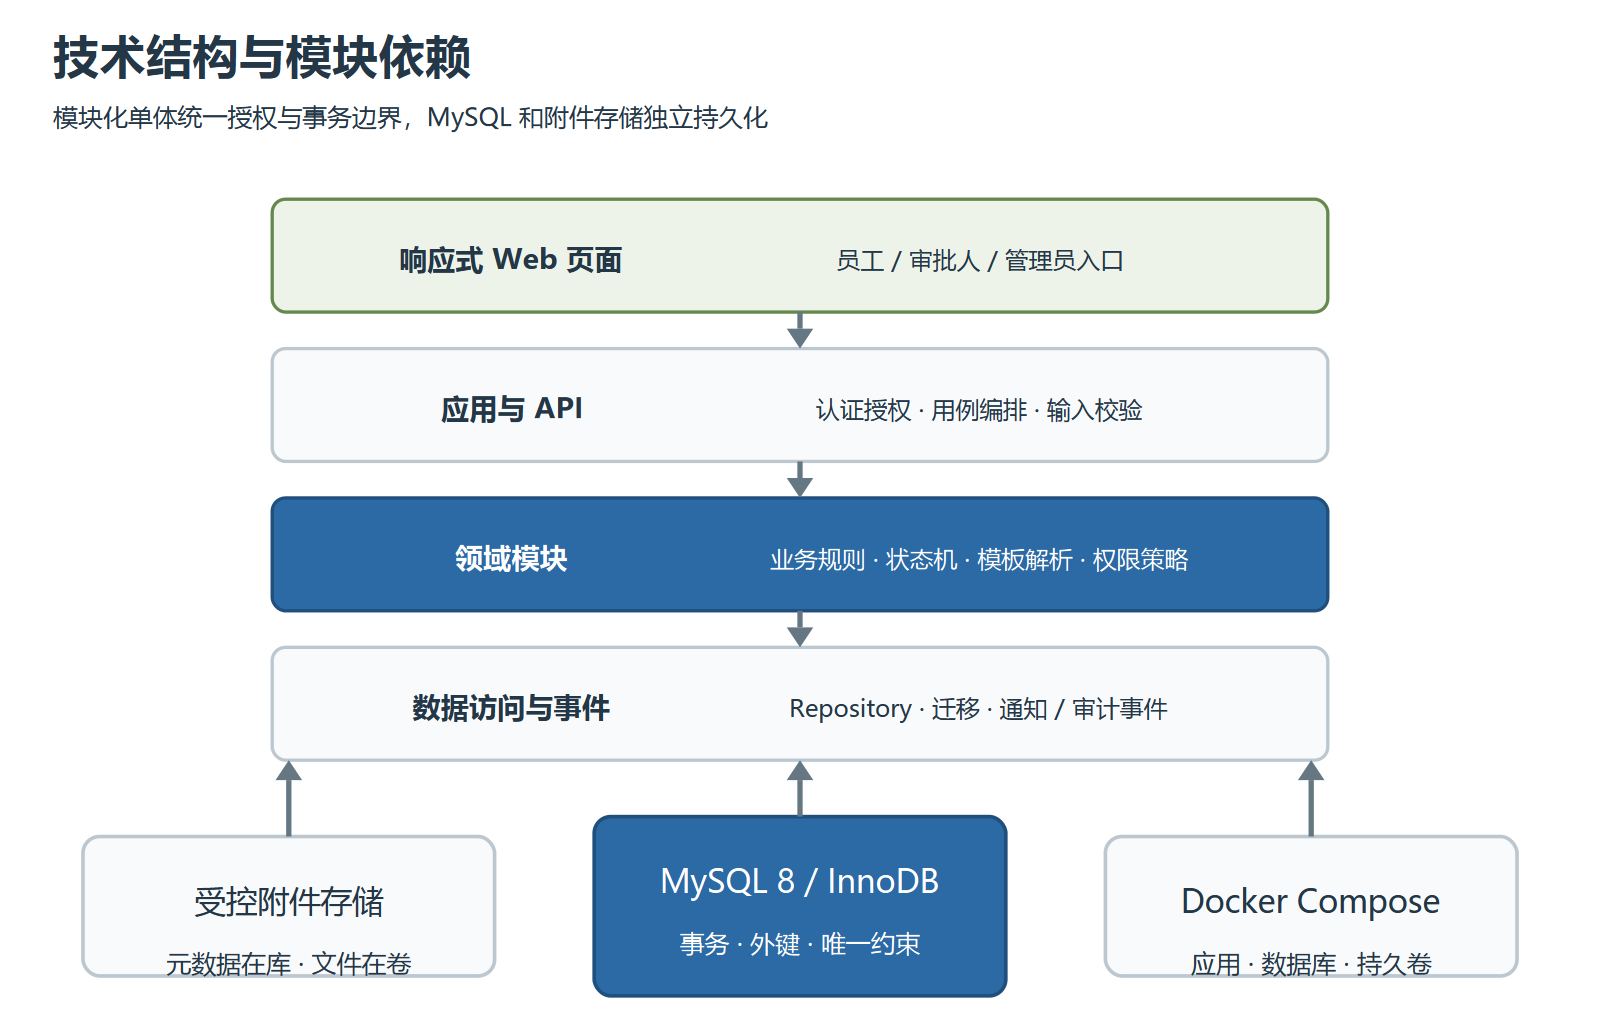 技术结构与模块依赖
模块化单体统一授权与事务边界，MySQL 和附件存储独立持久化
响应式 Web 页面
员工 / 审批人 / 管理员入口
应用与 API
认证授权 · 用例编排 · 输入校验
领域模块
业务规则 · 状态机 · 模板解析 · 权限策略
数据访问与事件
Repository · 迁移 · 通知 / 审计事件
受控附件存储
元数据在库 · 文件在卷
MySQL 8 / InnoDB
事务 · 外键 · 唯一约束
Docker Compose
应用 · 数据库 · 持久卷